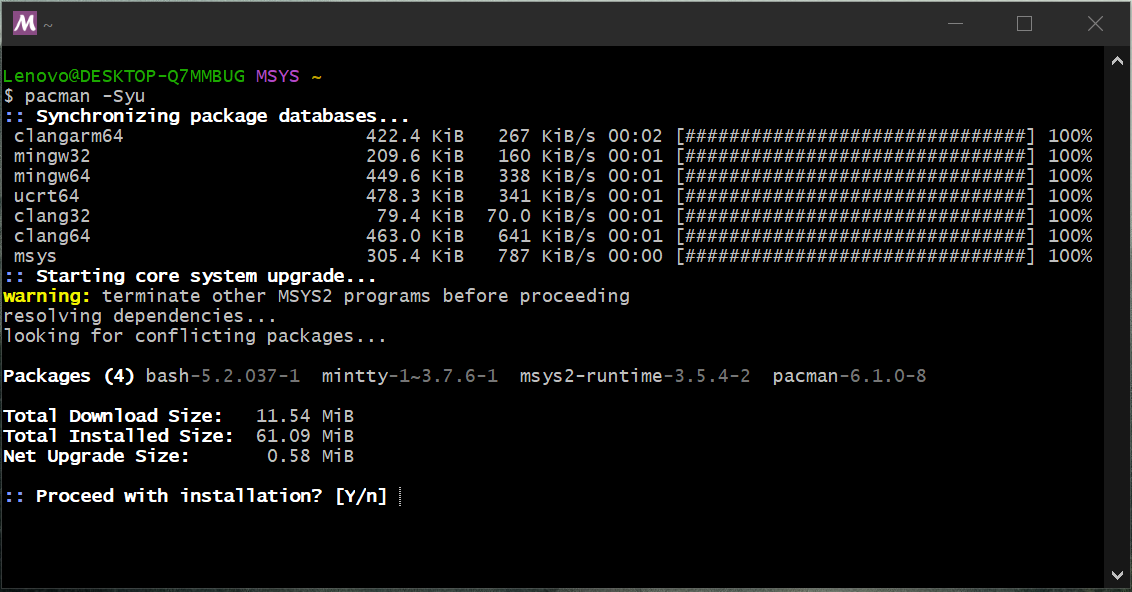 M ~
Lenovo@DESKTOP-Q7MMBUG MSYS ~
$ pacman -Syu
:: Synchronizing package databases...
clangarm64 422.4 KiB 267 KiB/s 00:02 [###############################] 100%
mingw32 209.6 KiB 160 KiB/s 00:01 [###############################] 100%
mingw64 449.6 KiB 338 KiB/s 00:01 [###############################] 100%
ucrt64 478.3 KiB 341 KiB/s 00:01 [###############################] 100%
clang32 79.4 KiB 70.0 KiB/s 00:01 [###############################] 100%
clang64 463.0 KiB 641 KiB/s 00:01 [###############################] 100%
msys 305.4 KiB 787 KiB/s 00:00 [###############################] 100%
:: Starting core system upgrade...
warning: terminate other MSYS2 programs before proceeding
resolving dependencies...
looking for conflicting packages...
Packages (4) bash-5.2.037-1 mintty-1~3.7.6-1 msys2-runtime-3.5.4-2 pacman-6.1.0-8
Total Download Size: 11.54 MiB
Total Installed Size: 61.09 MiB
Net Upgrade Size: 0.58 MiB
:: Proceed with installation? [Y/n]